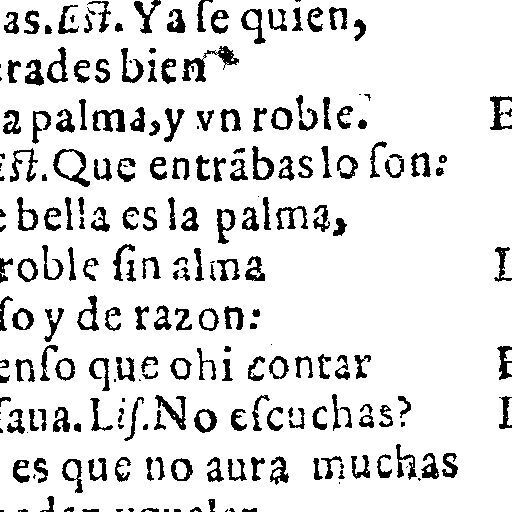 as. Est. Ya ſe quien,
erades bien
a palma, y vn roble.
Est. Que entrãbas lo ſon:
e bella es la palma,
roble ſin alma
ſo y de razon:
enſo que ohi contar
ſaua. Liſ. No eſcuchas?
es que no aura muchas